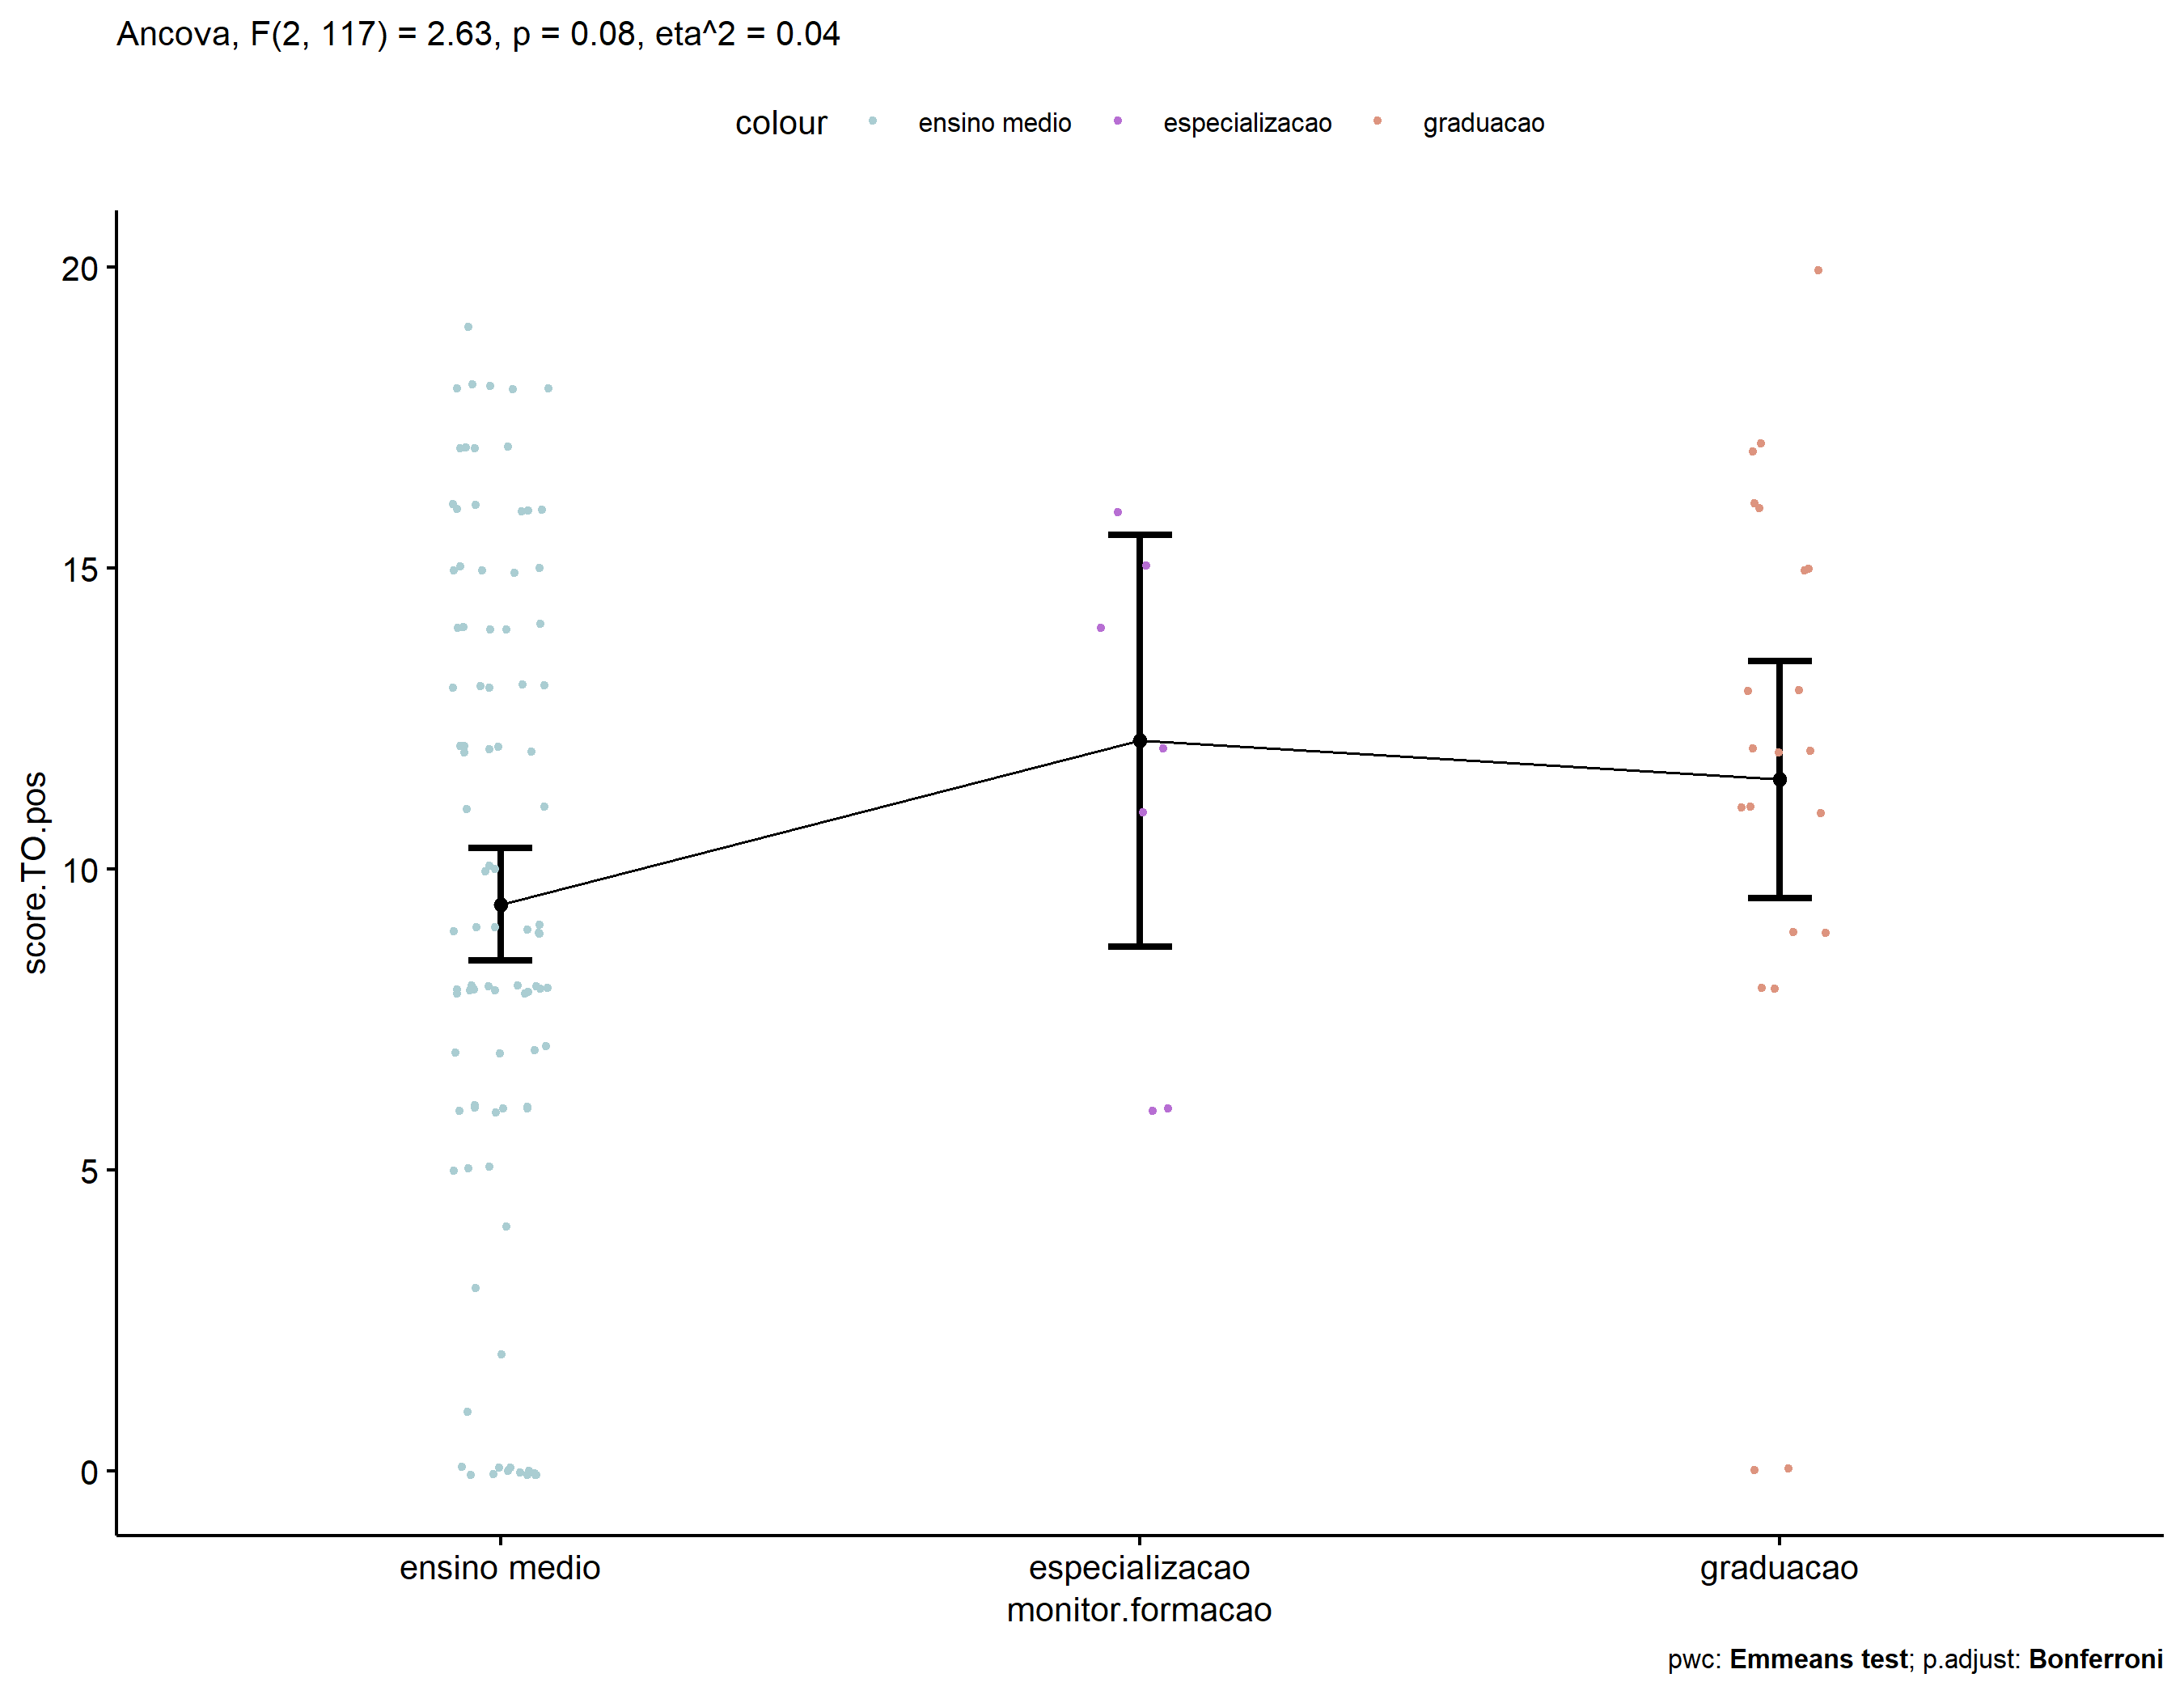 Ancova, F(2, 117) = 2.63, p = 0.08, eta^2 = 0.04
colour ensino medio especializacao graduacao
score.TO.pos
20
15
10
5
0
ensino medio especializacao graduacao
monitor.formacao
pwc: Emmeans test; p.adjust: Bonferroni